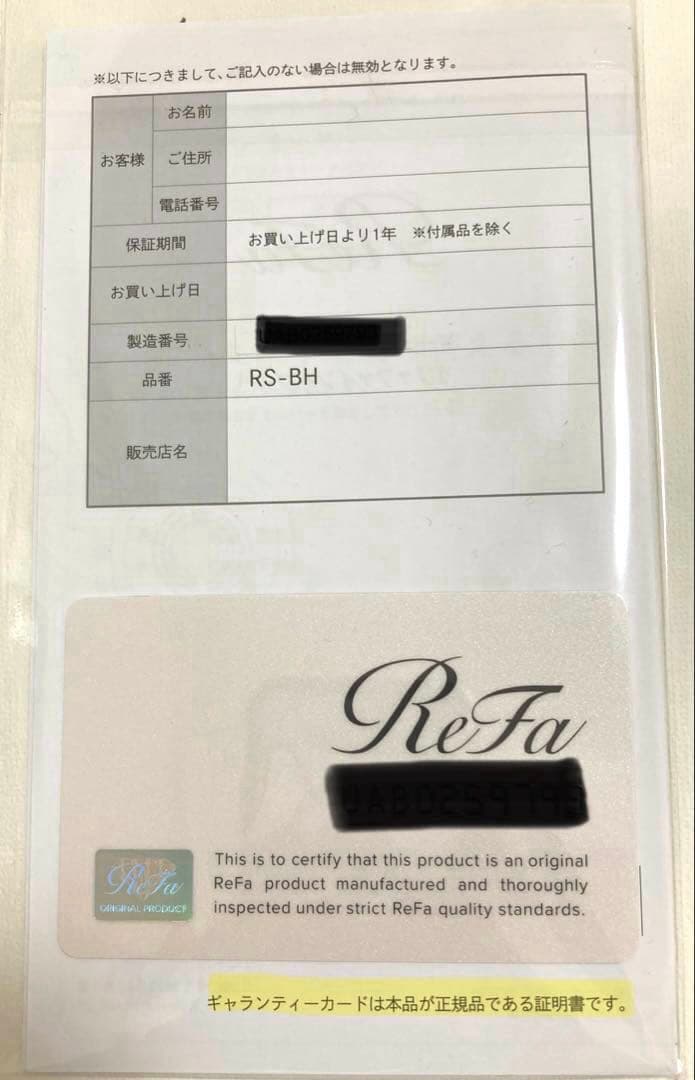 ※以下につきまして、ご記入のない場合は無効となります。
お客様
お名前
ご住所
電話番号
保証期間 お買い上げ日より1年 ※付属品を除く
お買い上げ日
製造番号
品番 RS-BH
販売店名
ReFa
This is to certify that this product is an original
ReFa product manufactured and thoroughly
inspected under strict ReFa quality standards.
ReFa
ORIGINAL PRODUCT
ギャランティーカードは本品が正規品である証明書です。